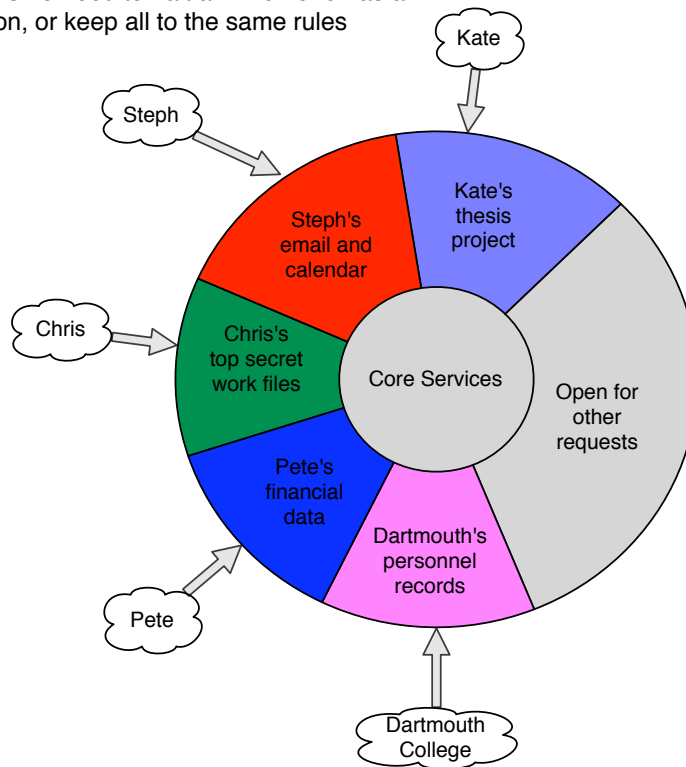 on, or keep all to the same rules
Kate
Steph
Kate's
thesis
project
Steph's
email and
calendar
Chris
Chris's
top secret
work files
Core Services
Open for
other
requests
Pete's
financial
data
Dartmouth's
personnel
records
Pete
Dartmouth
College